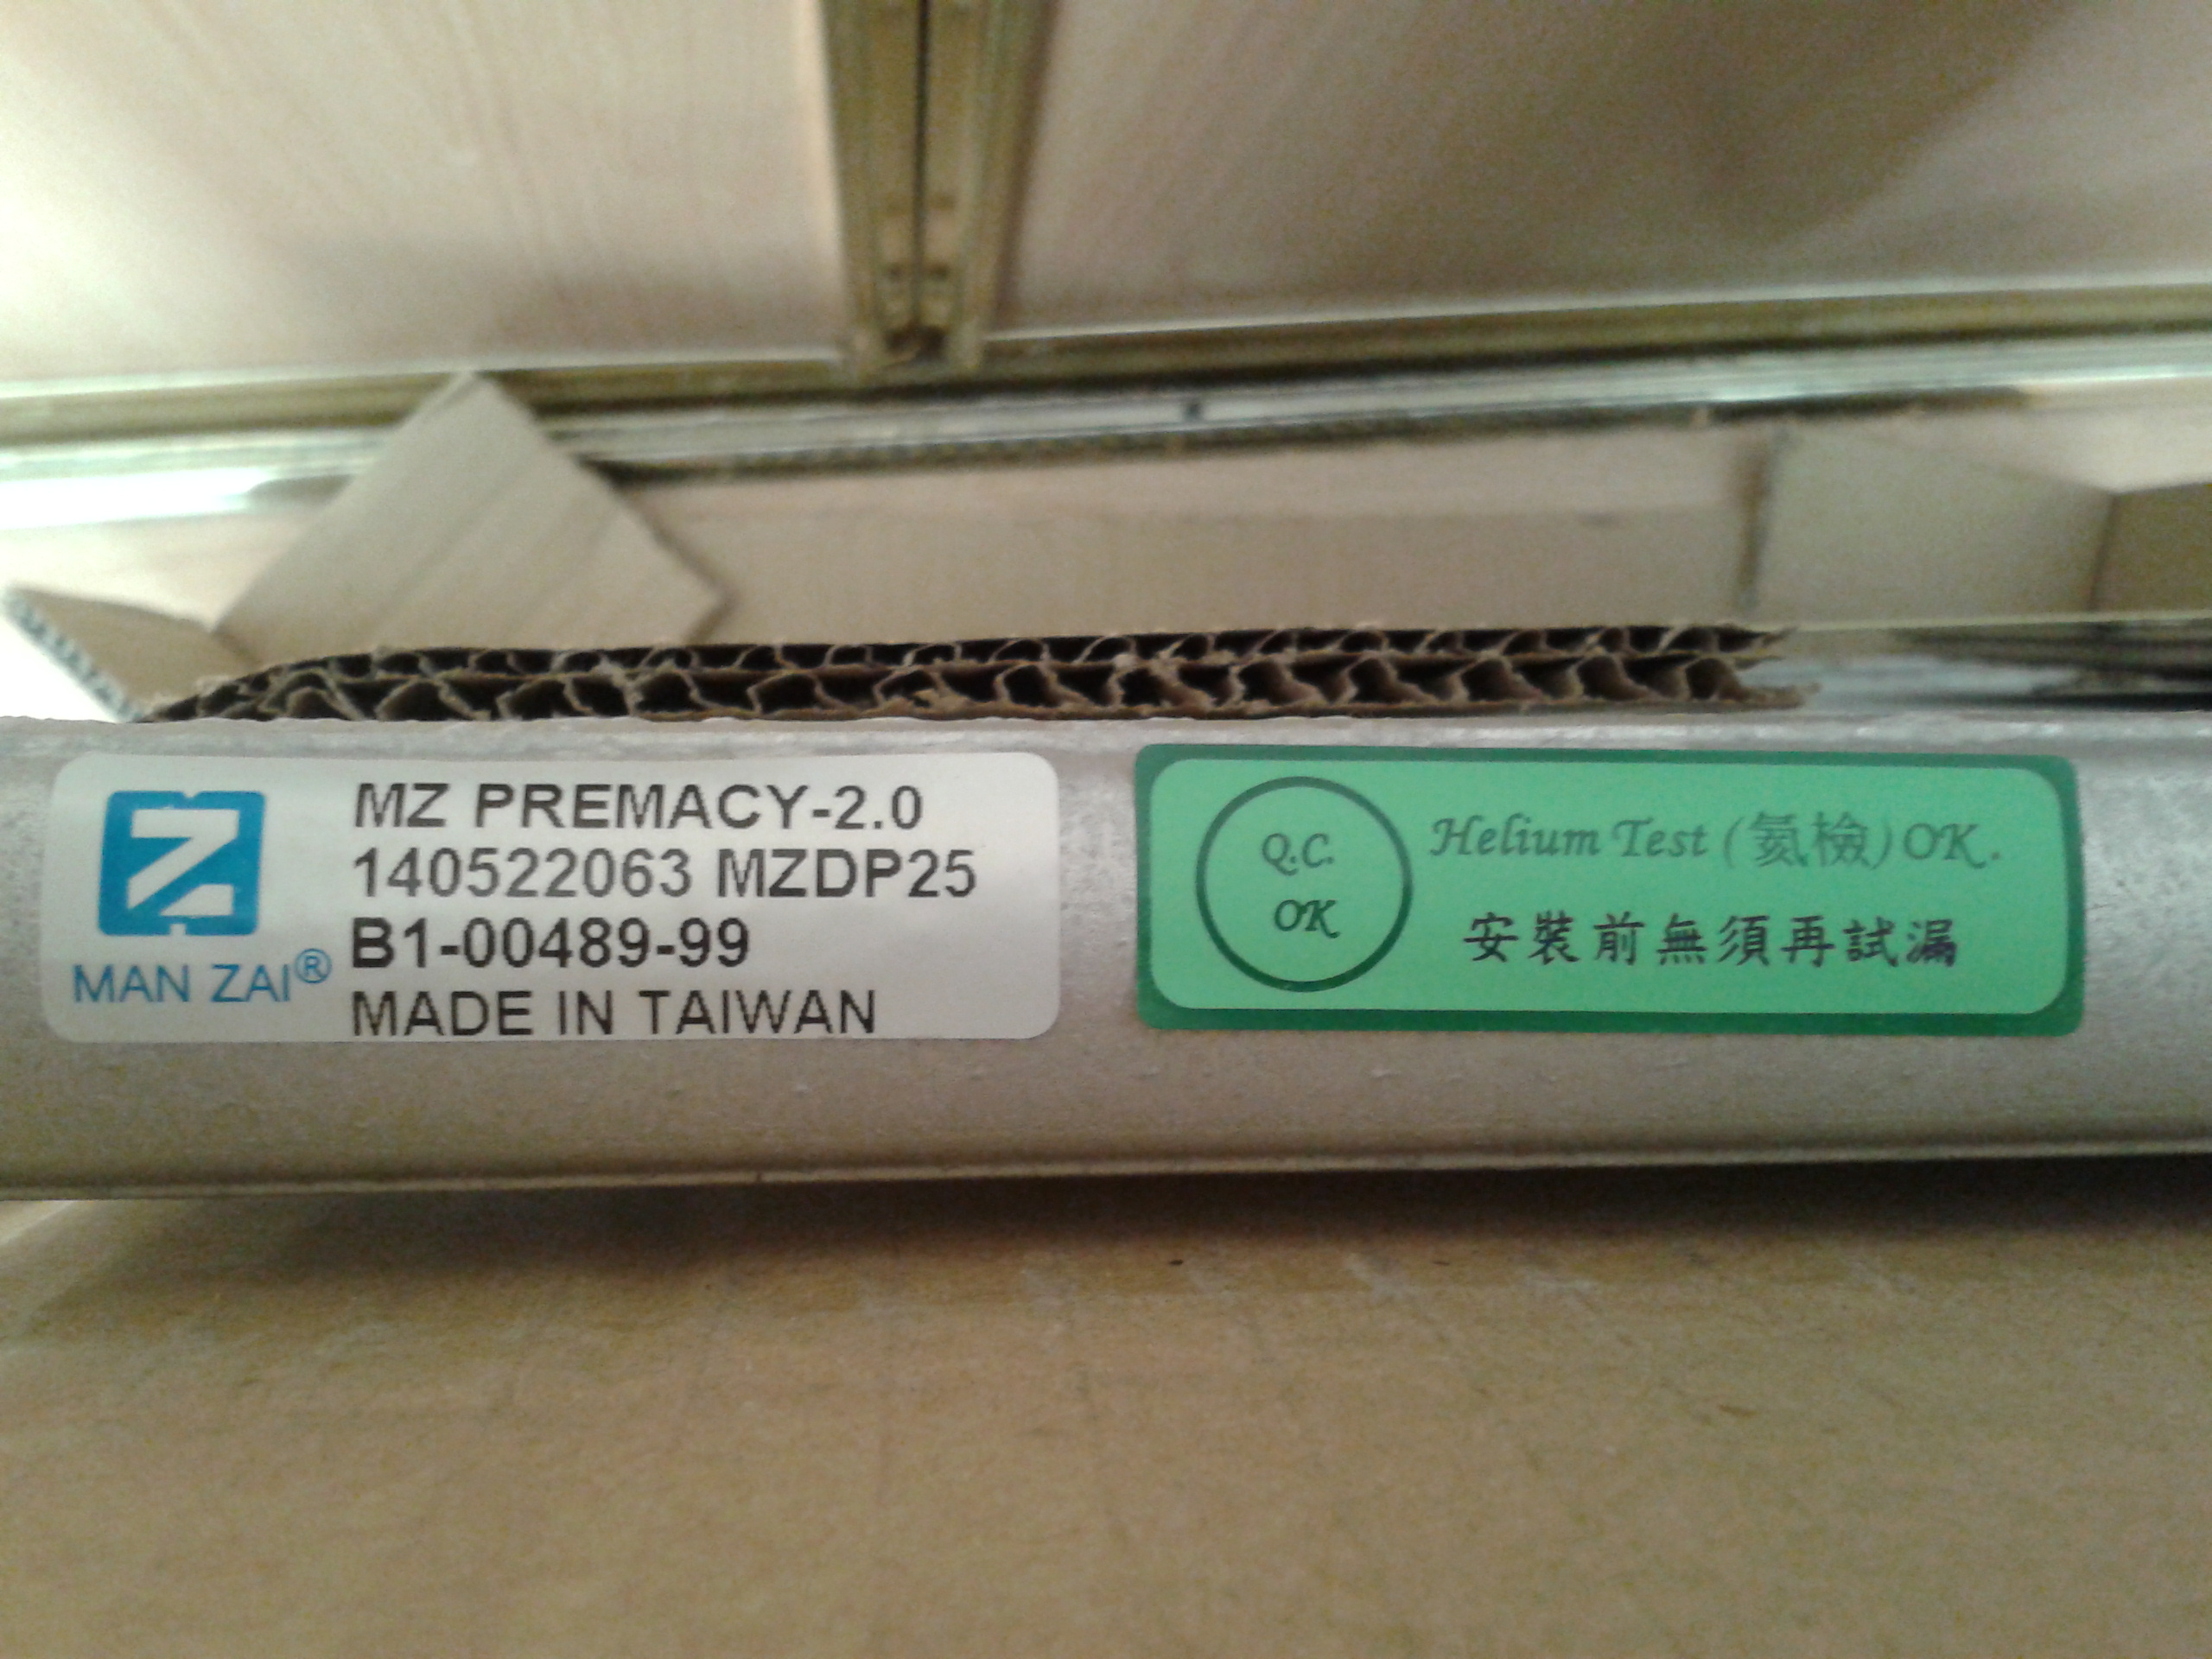 MZ PREMACY-2.0
140522063 MZDP25
B1-00489-99
MADE IN TAIWAN
MAN ZAI®
Q.C.
OK
Helium Test (氦檢) OK.
安裝前無須再試漏